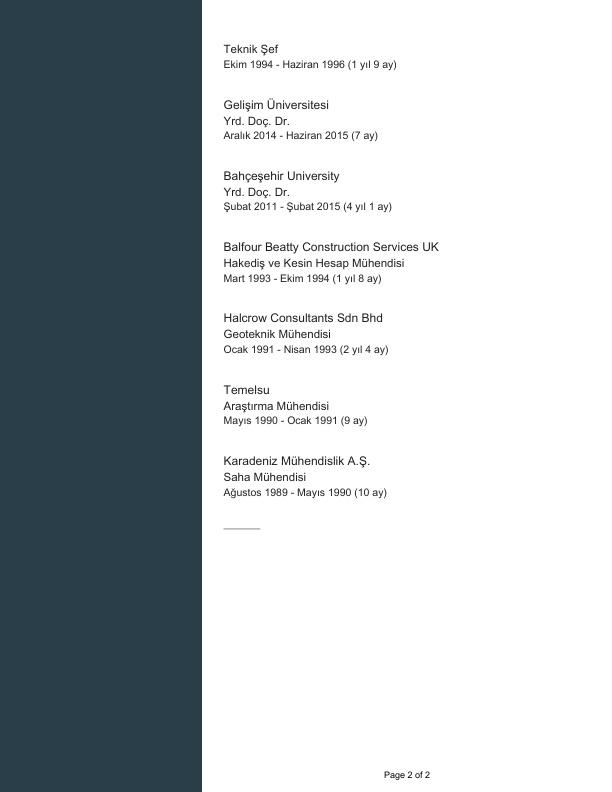 Teknik Şef
Ekim 1994 - Haziran 1996 (1 yıl 9 ay)
Gelişim Üniversitesi
Yrd. Doç. Dr.
Aralık 2014 - Haziran 2015 (7 ay)
Bahçeşehir University
Yrd. Doç. Dr.
Şubat 2011 - Şubat 2015 (4 yıl 1 ay)
Balfour Beatty Construction Services UK
Hakediş ve Kesin Hesap Mühendisi
Mart 1993 - Ekim 1994 (1 yıl 8 ay)
Halcrow Consultants Sdn Bhd
Geoteknik Mühendisi
Ocak 1991 - Nisan 1993 (2 yıl 4 ay)
Temelsu
Araştırma Mühendisi
Mayıs 1990 - Ocak 1991 (9 ay)
Karadeniz Mühendislik A.Ş.
Saha Mühendisi
Ağustos 1989 - Mayıs 1990 (10 ay)
Page 2 of 2